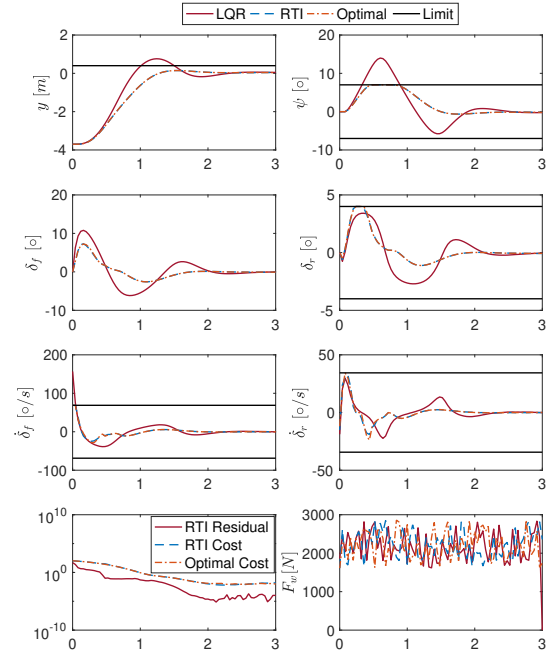 LQR RTI Optimal Limit
y [m]
2
0
-2
-4
0 1 2 3
ψ [○]
20
10
0
-10
0 1 2 3
δ_f [○]
20
10
0
-10
0 1 2 3
δ_r [○]
5
0
-5
0 1 2 3
δ̇_f [○/s]
200
100
0
-100
0 1 2 3
δ̇_r [○/s]
50
0
-50
0 1 2 3
10^10
10^0
10^-10
RTI Residual
RTI Cost
Optimal Cost
0 1 2 3
F_w[N]
3000
2000
1000
0
0 1 2 3